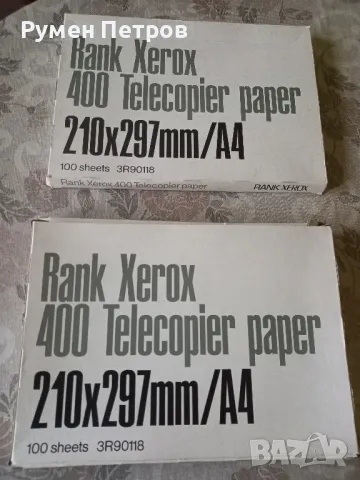 Румен Петров
Rank Xerox
400 Telecopier paper
210x297mm/A4
100 sheets 3R90118
Rank Xerox 400 Telecopier paper RANK XEROX
Rank Xerox
400 Telecopier paper
210x297mm/A4
100 sheets 3R90118
BAZAR